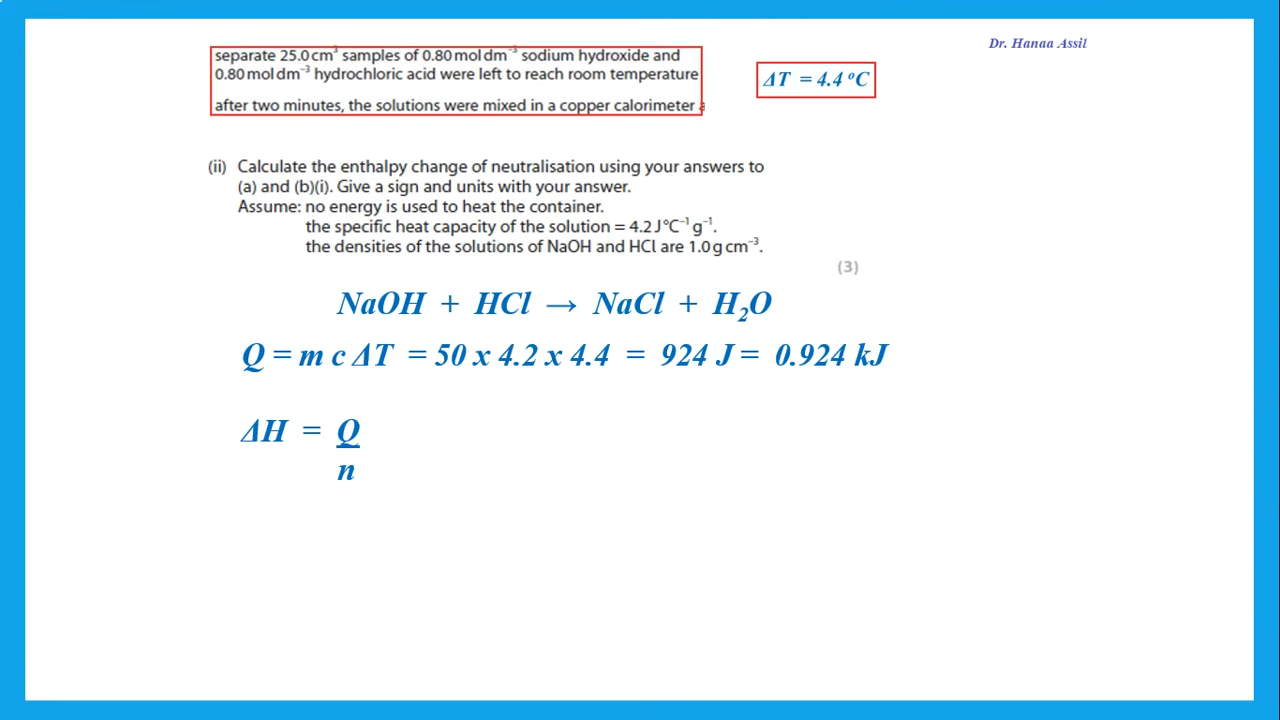 Dr. Hanaa Assil
separate 25.0 cm³ samples of 0.80 mol dm⁻³ sodium hydroxide and
0.80 mol dm⁻³ hydrochloric acid were left to reach room temperature
after two minutes, the solutions were mixed in a copper calorimeter a
ΔT = 4.4 °C
(ii) Calculate the enthalpy change of neutralisation using your answers to
(a) and (b)(i). Give a sign and units with your answer.
Assume: no energy is used to heat the container.
the specific heat capacity of the solution = 4.2 J °C⁻¹ g⁻¹.
the densities of the solutions of NaOH and HCl are 1.0 g cm⁻³.
(3)
NaOH + HCl → NaCl + H₂O
Q = m c ΔT = 50 x 4.2 x 4.4 = 924 J = 0.924 kJ
ΔH = Q
n